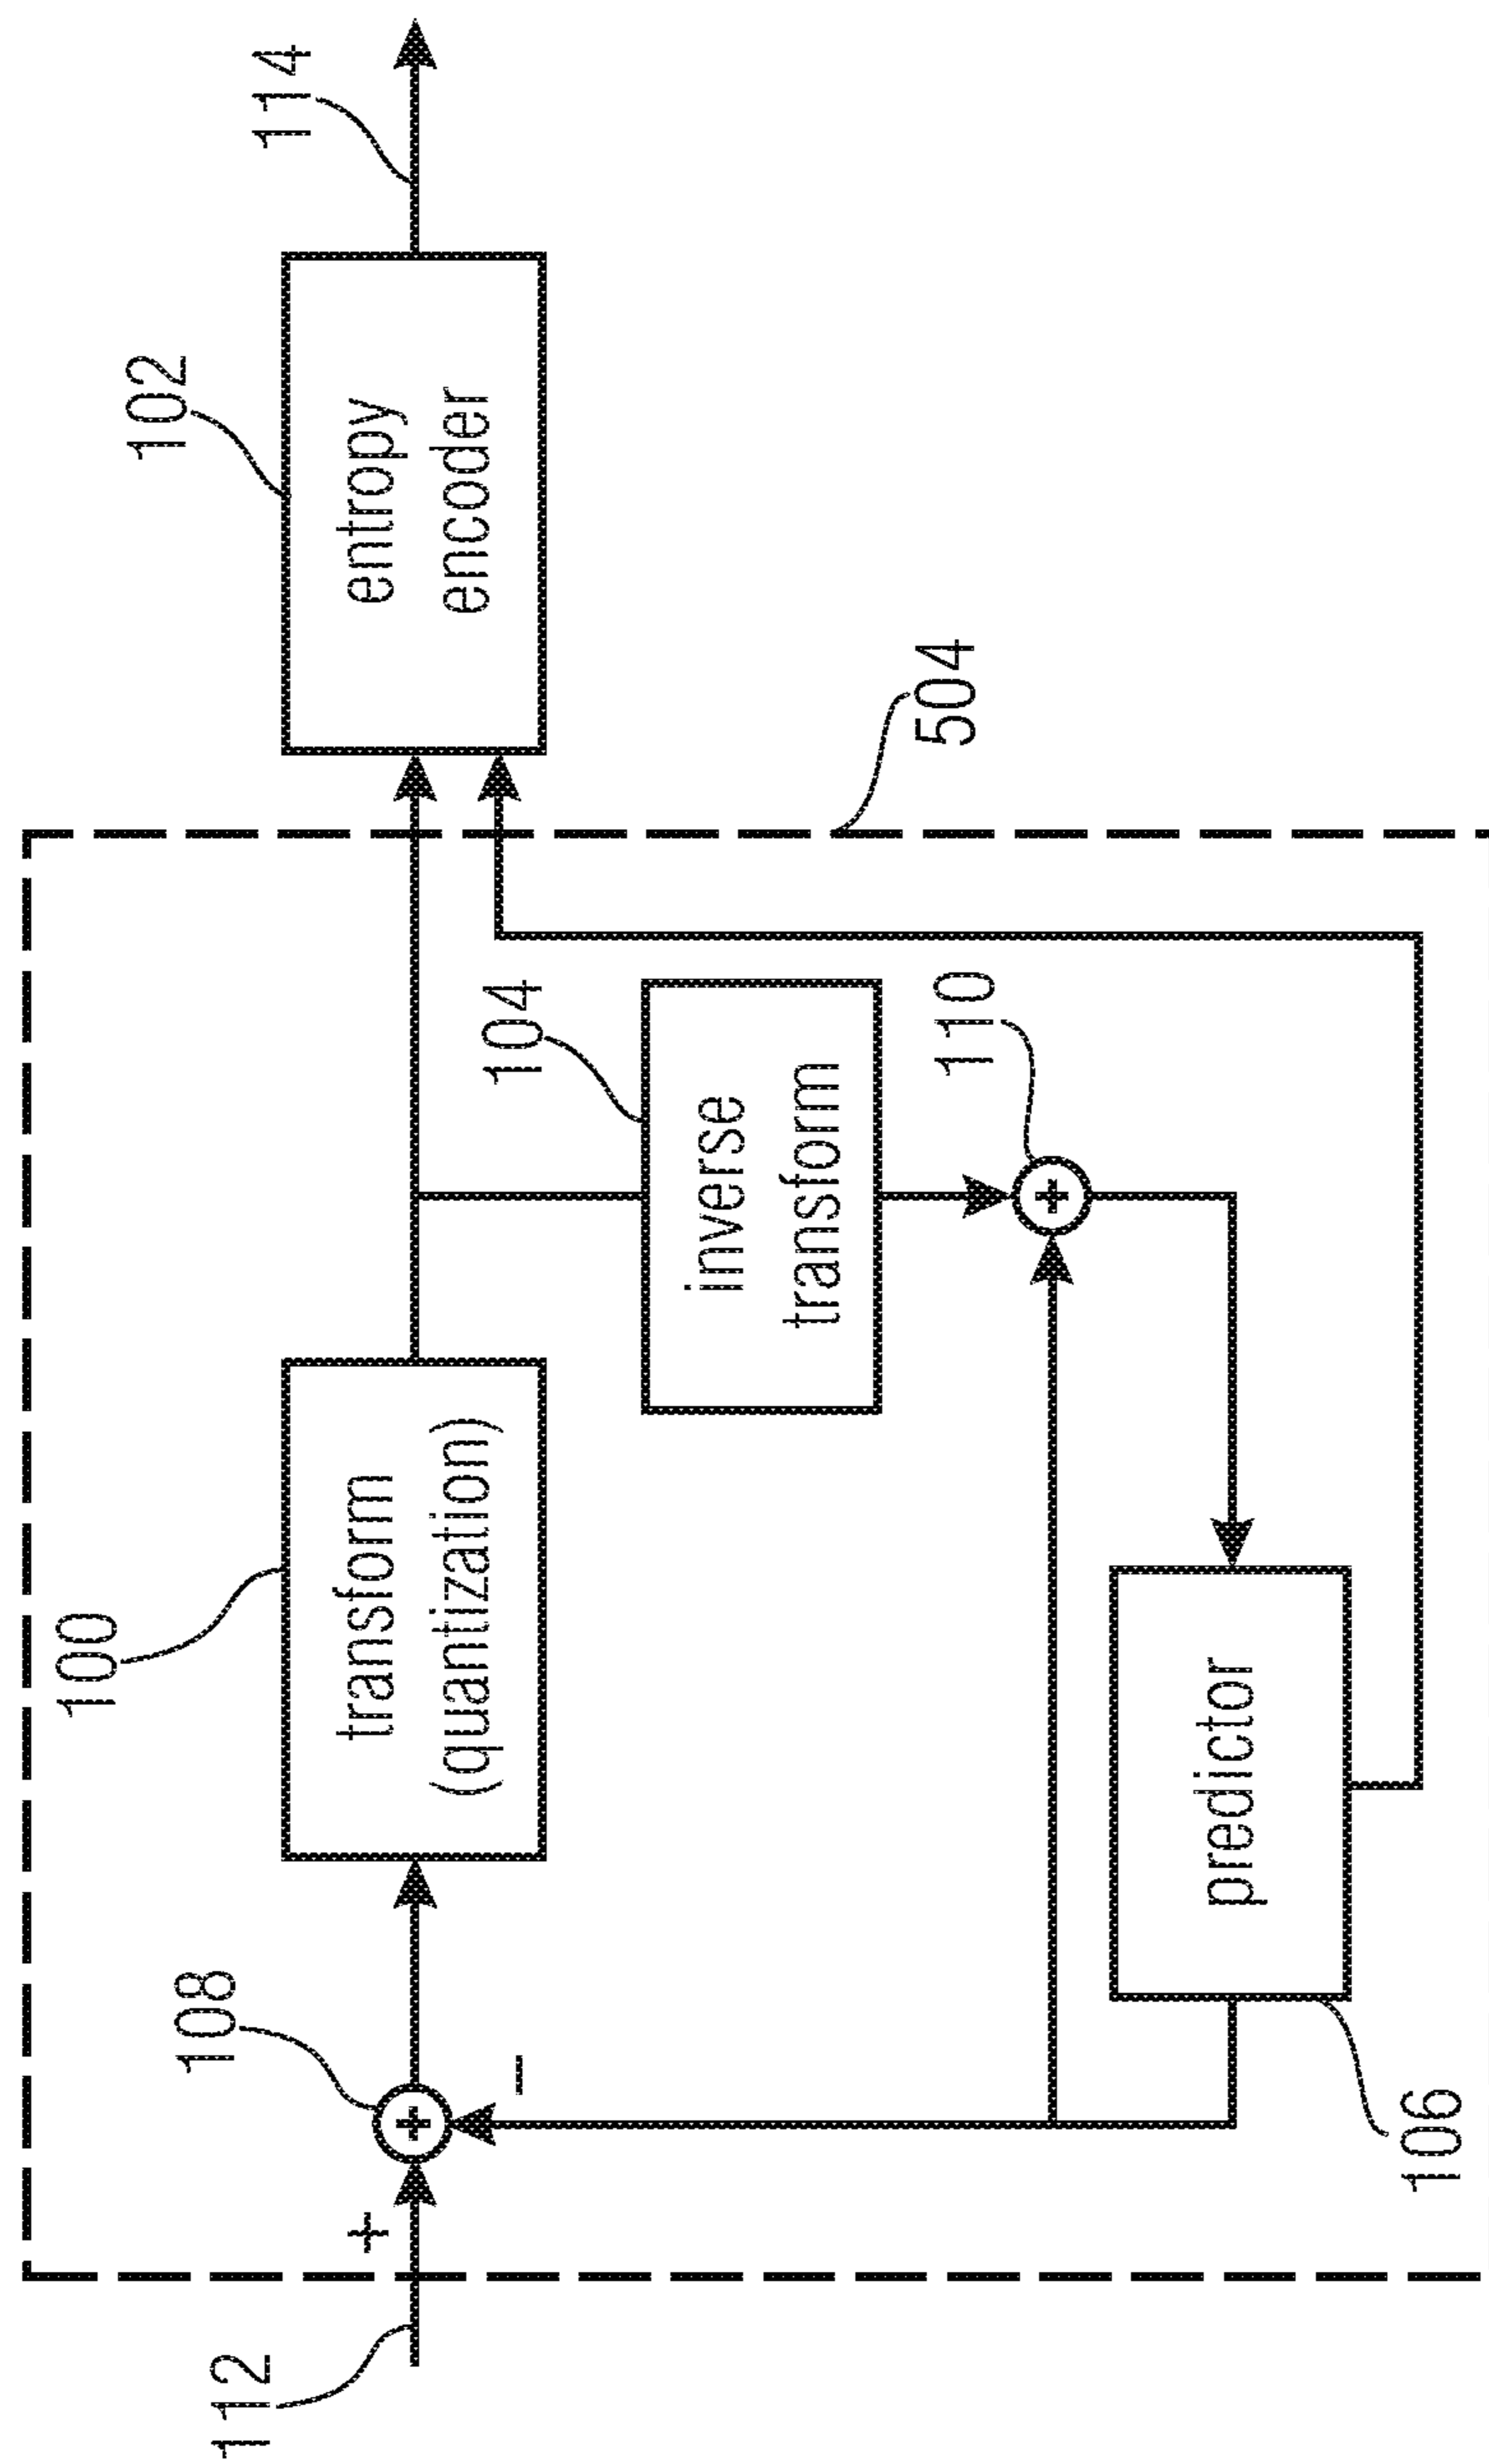 100
transform
(quantization)
102
entropy
encoder
114
108
112
+
+
−
104
inverse
transform
110
+
504
predictor
106